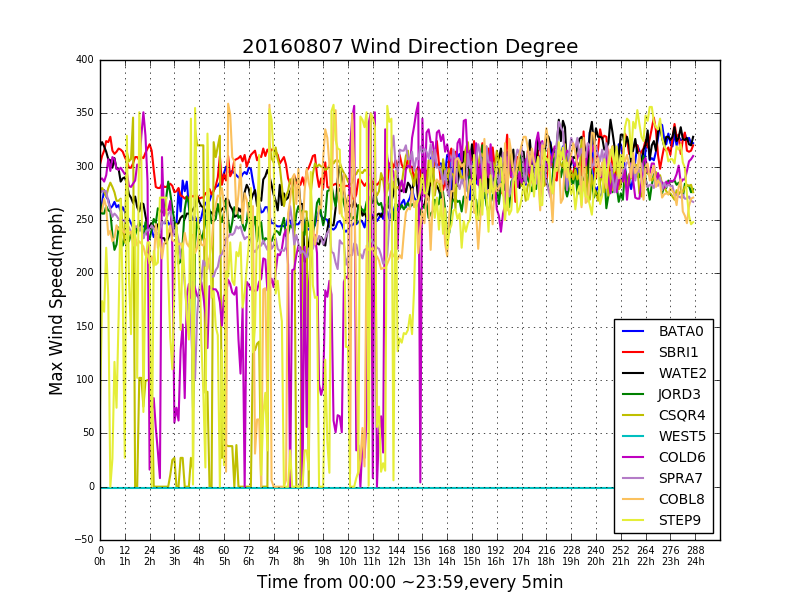 20160807 Wind Direction Degree
400
350
300
250
200
150
100
50
0
−50
Max Wind Speed(mph)
BATA0
SBRI1
WATE2
JORD3
CSQR4
WEST5
COLD6
SPRA7
COBL8
STEP9
0 12 24 36 48 60 72 84 96 108 120 132 144 156 168 180 192 204 216 228 240 252 264 276 288
0h 1h 2h 3h 4h 5h 6h 7h 8h 9h 10h 11h 12h 13h 14h 15h 16h 17h 18h 19h 20h 21h 22h 23h 24h
Time from 00:00 ~23:59,every 5min